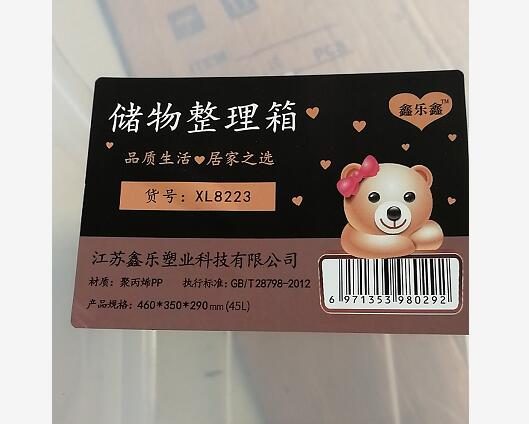 储物整理箱
鑫乐鑫™
品质生活♥居家之选
货号：XL8223
江苏鑫乐塑业科技有限公司
材质：聚丙烯PP 执行标准：GB/T28798-2012
产品规格：460*350*290mm(45L)
6 971353 980292